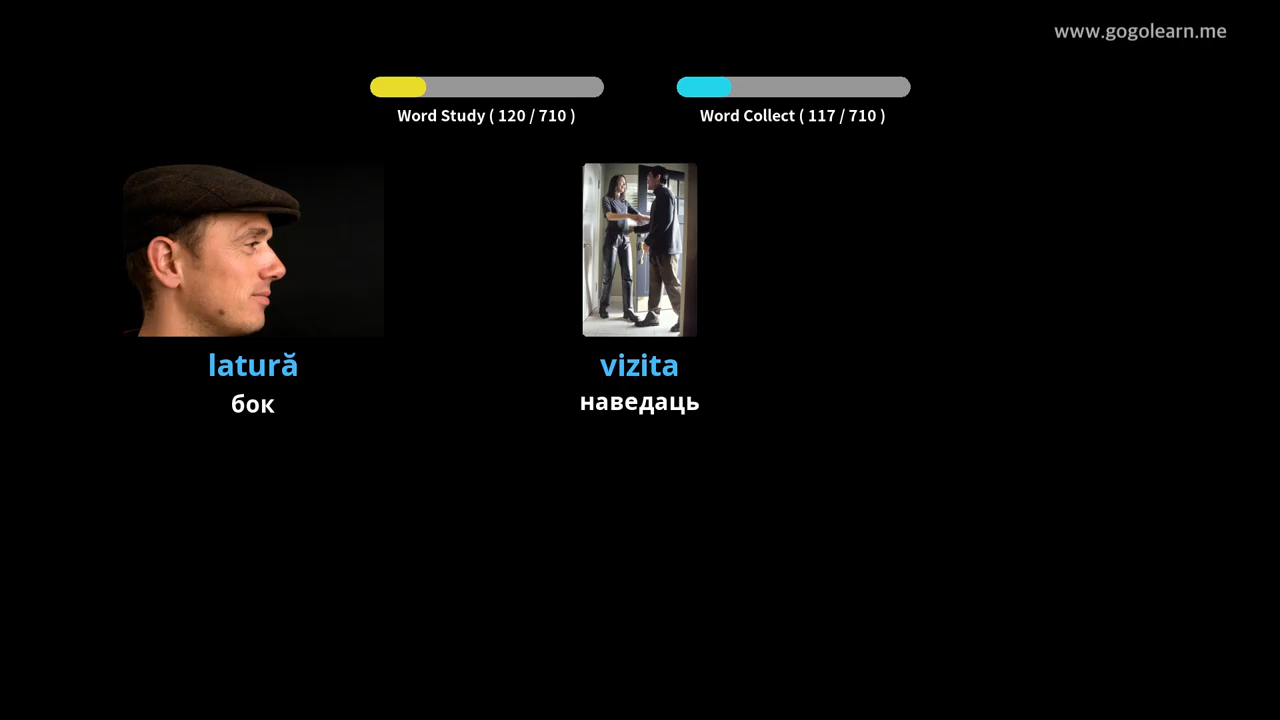 www.gogolearn.me
Word Study ( 120 / 710 )
Word Collect ( 117 / 710 )
latură
vizita
бок
наведаць